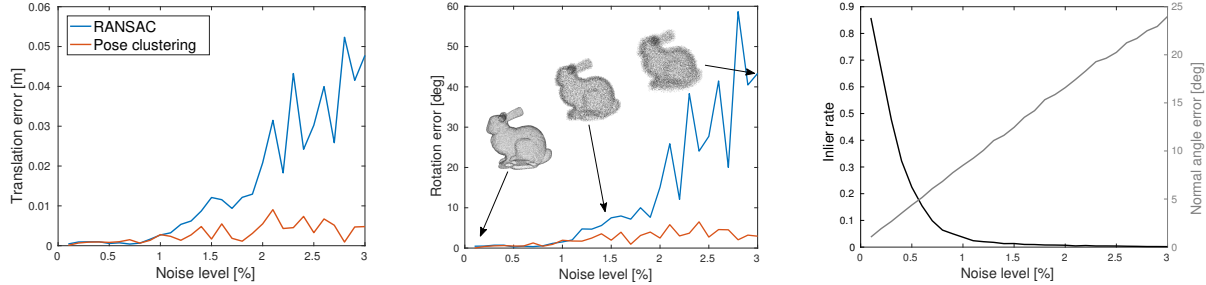 Translation error [m]
0.06
0.05
0.04
0.03
0.02
0.01
0
RANSAC
Pose clustering
0 0.5 1 1.5 2 2.5 3
Noise level [%]
Rotation error [deg]
60
50
40
30
20
10
0
0 0.5 1 1.5 2 2.5 3
Noise level [%]
Inlier rate
0.9
0.8
0.7
0.6
0.5
0.4
0.3
0.2
0.1
0
0 0.5 1 1.5 2 2.5 3
Noise level [%]
25
20
15
10
5
0
Normal angle error [deg]